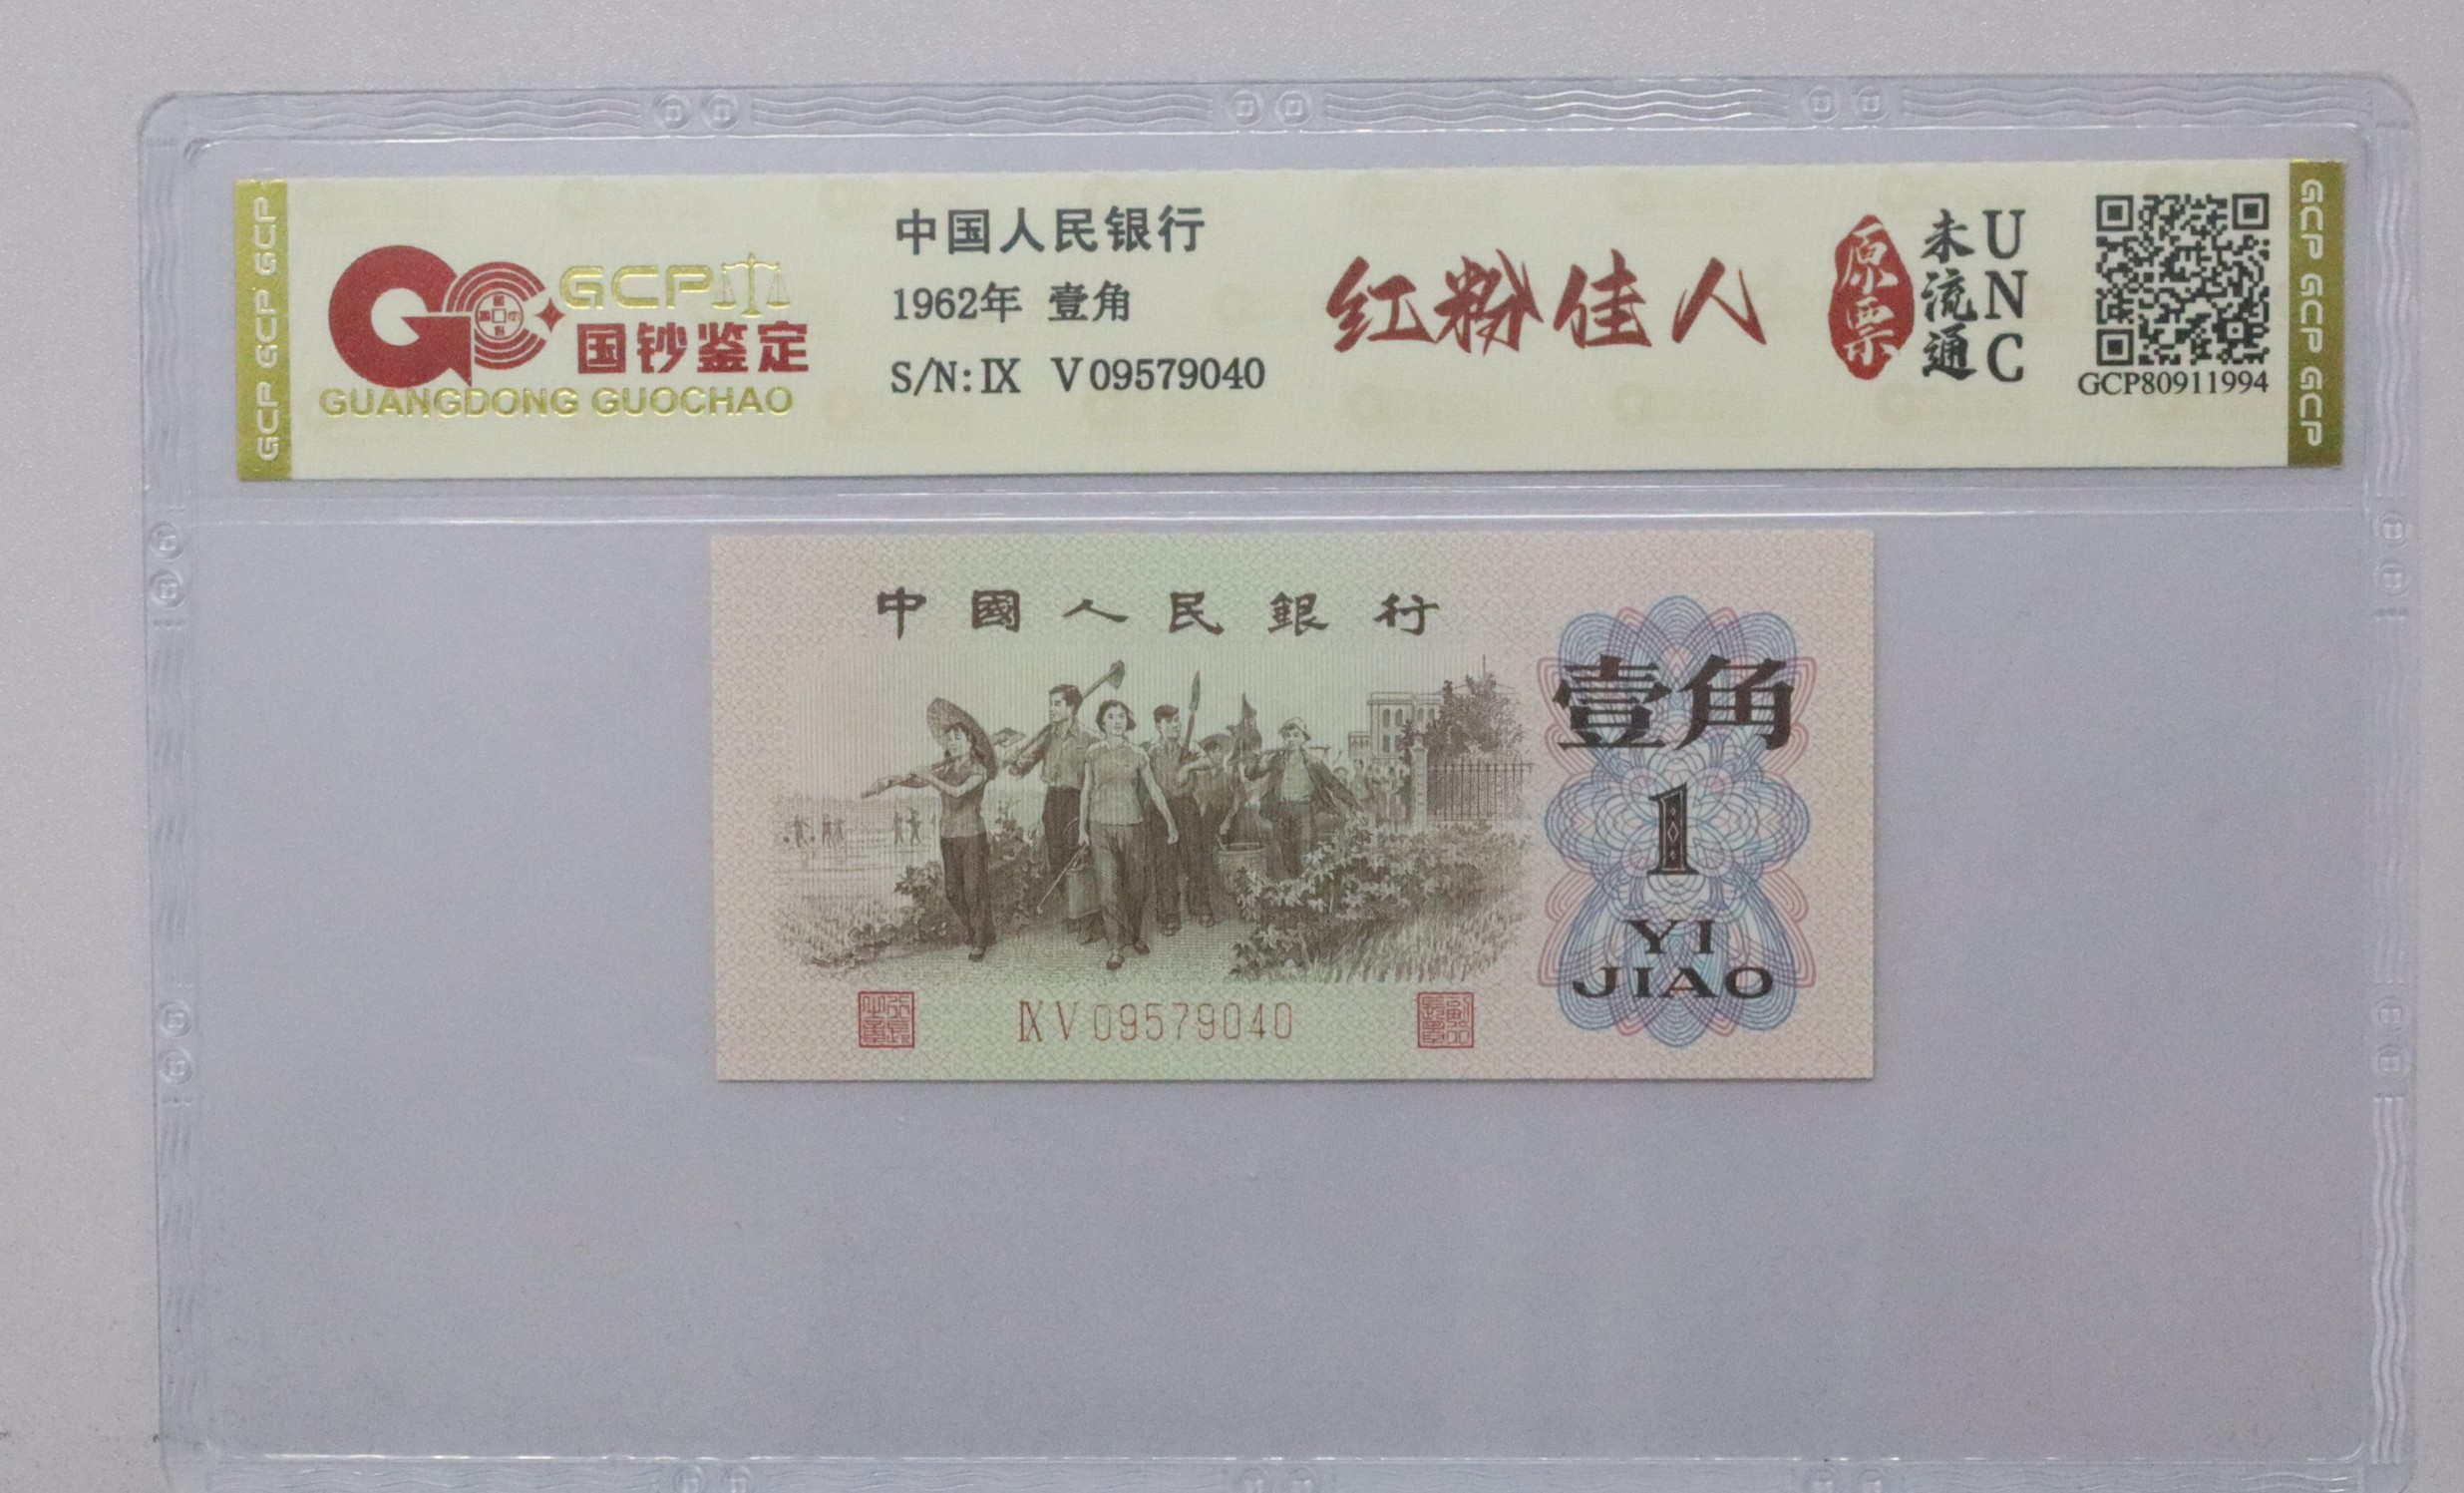 GCP GCP GCP GCP
GCP
国钞鉴定
GUANGDONG GUOCHAO
中国人民银行
1962年 壹角
S/N:IX V09579040
红粉佳人
原票
未流通
UNC
GCP80911994
GCP GCP GCP GCP
中國人民銀行
壹角
1
YI
JIAO
IX V 09579040